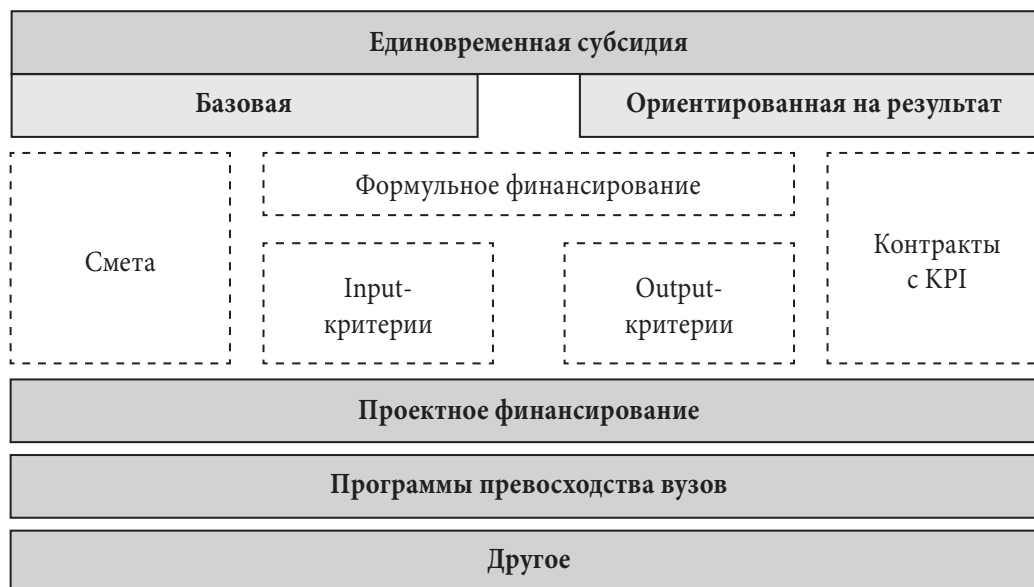 Единовременная субсидия
Базовая
Ориентированная на результат
Формульное финансирование
Смета
Input-
критерии
Output-
критерии
Контракты
с KPI
Проектное финансирование
Программы превосходства вузов
Другое